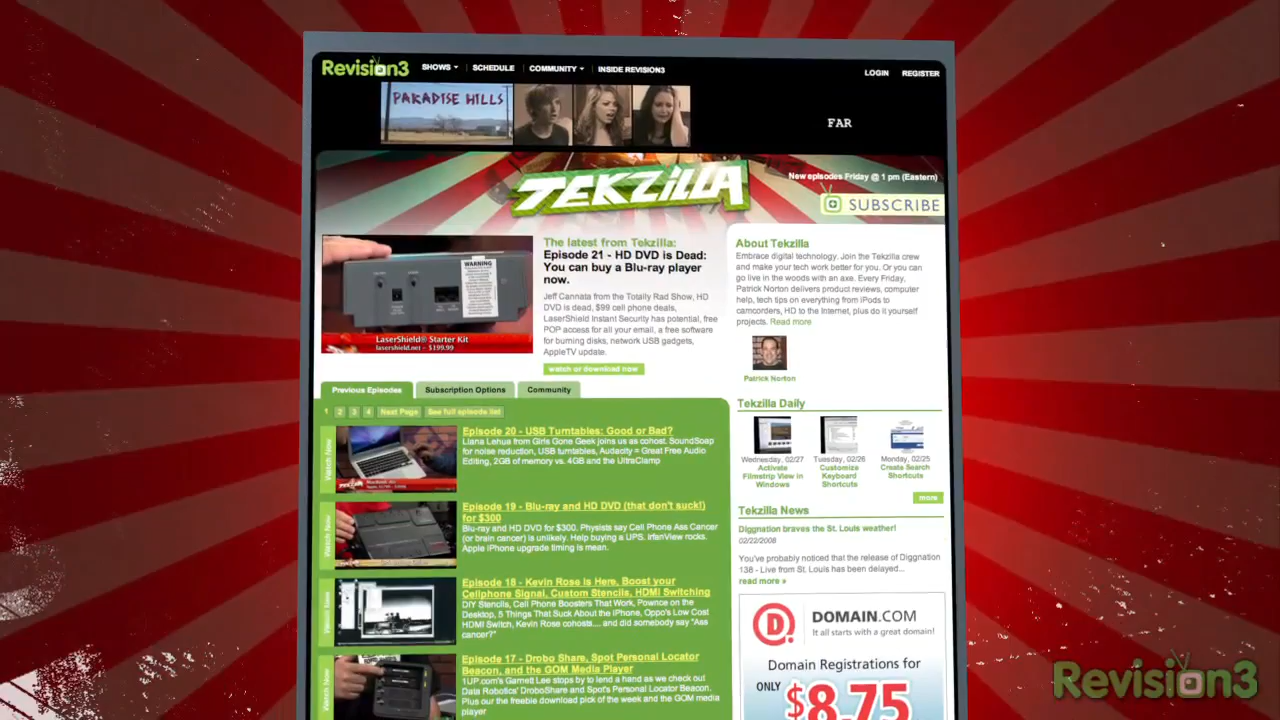 Revision3
SHOWS
SCHEDULE
COMMUNITY
INSIDE REVISION3
LOGIN
REGISTER
PARADISE HILLS
FAR
TEKZILLA
New episodes Friday @ 1 pm (Eastern)
SUBSCRIBE
WARNING
LaserShield® Starter Kit
lasershield.net - $199.99
The latest from Tekzilla:
Episode 21 - HD DVD is Dead:
You can buy a Blu-ray player
now.
Jeff Cannata from the Totally Rad Show, HD
DVD is dead, $99 cell phone deals,
LaserShield Instant Security has potential, free
POP access for all your email, a free software
for burning disks, network USB gadgets,
AppleTV update.
watch or download now
About Tekzilla
Embrace digital technology. Join the Tekzilla crew
and make your tech work better for you. Or you can
go live in the woods with an axe. Every Friday,
Patrick Norton delivers product reviews, computer
help, tech tips on everything from iPods to
camcorders, HD to the Internet, plus do it yourself
projects. Read more
Patrick Norton
Previous Episodes
Subscription Options
Community
1 2 3 4 Next Page See full episode list
Watch Now
Episode 20 - USB Turntables: Good or Bad?
Liana Lehua from Girls Gone Geek joins us as cohost. SoundSoap
for noise reduction, USB turntables, Audacity = Great Free Audio
Editing, 2GB of memory vs. 4GB and the UltraClamp
Watch Now
Episode 19 - Blu-ray and HD DVD (that don't suck!)
for $300
Blu-ray and HD DVD for $300. Physists say Cell Phone Ass Cancer
(or brain cancer) is unlikely. Help buying a UPS. IrfanView rocks.
Apple iPhone upgrade timing is mean.
Watch Now
Episode 18 - Kevin Rose is Here, Boost your
Cellphone Signal, Custom Stencils, HDMI Switching
DIY Stencils, Cell Phone Boosters That Work, Pownce on the
Desktop, 5 Things That Suck About the iPhone, Oppo's Low Cost
HDMI Switch, Kevin Rose cohosts.... and did somebody say "Ass
cancer?"
Watch Now
Episode 17 - Drobo Share, Spot Personal Locator
Beacon, and the GOM Media Player
1UP.com's Garnett Lee stops by to lend a hand as we check out
Data Robotics' DroboShare and Spot's Personal Locator Beacon.
Plus our the freebie download pick of the week and the GOM media
player
Tekzilla Daily
Wednesday, 02/27
Activate
Filmstrip View in
Windows
Tuesday, 02/26
Customize
Keyboard
Shortcuts
Monday, 02/25
Create Search
Shortcuts
more
Tekzilla News
Diggnation braves the St. Louis weather!
02/22/2008
You've probably noticed that the release of Diggnation
138 - Live from St. Louis has been delayed...
read more »
DOMAIN.COM
It all starts with a great domain!
Domain Registrations for
ONLY $8.75
Revision3